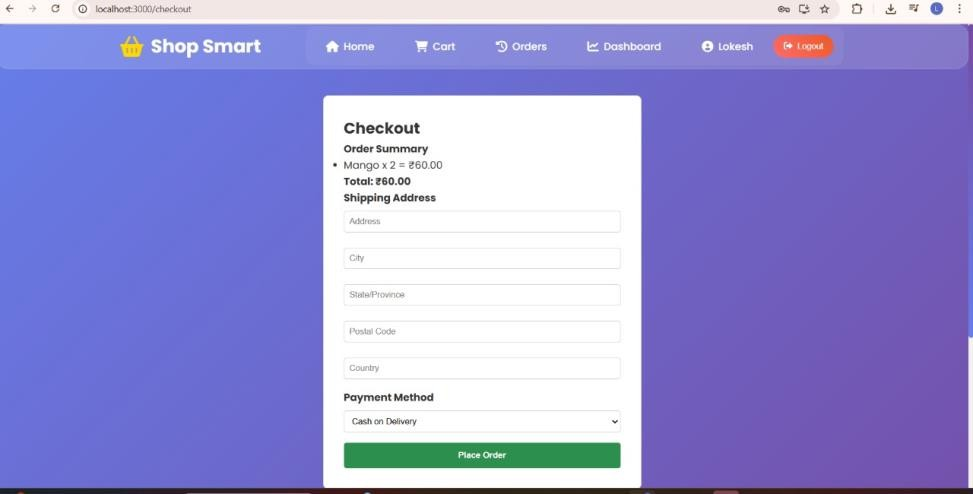 localhost:3000/checkout
L
Shop Smart
Home Cart Orders Dashboard Lokesh Logout
Checkout
Order Summary
Mango x 2 = ₹60.00
Total: ₹60.00
Shipping Address
Address
City
State/Province
Postal Code
Country
Payment Method
Cash on Delivery
Place Order